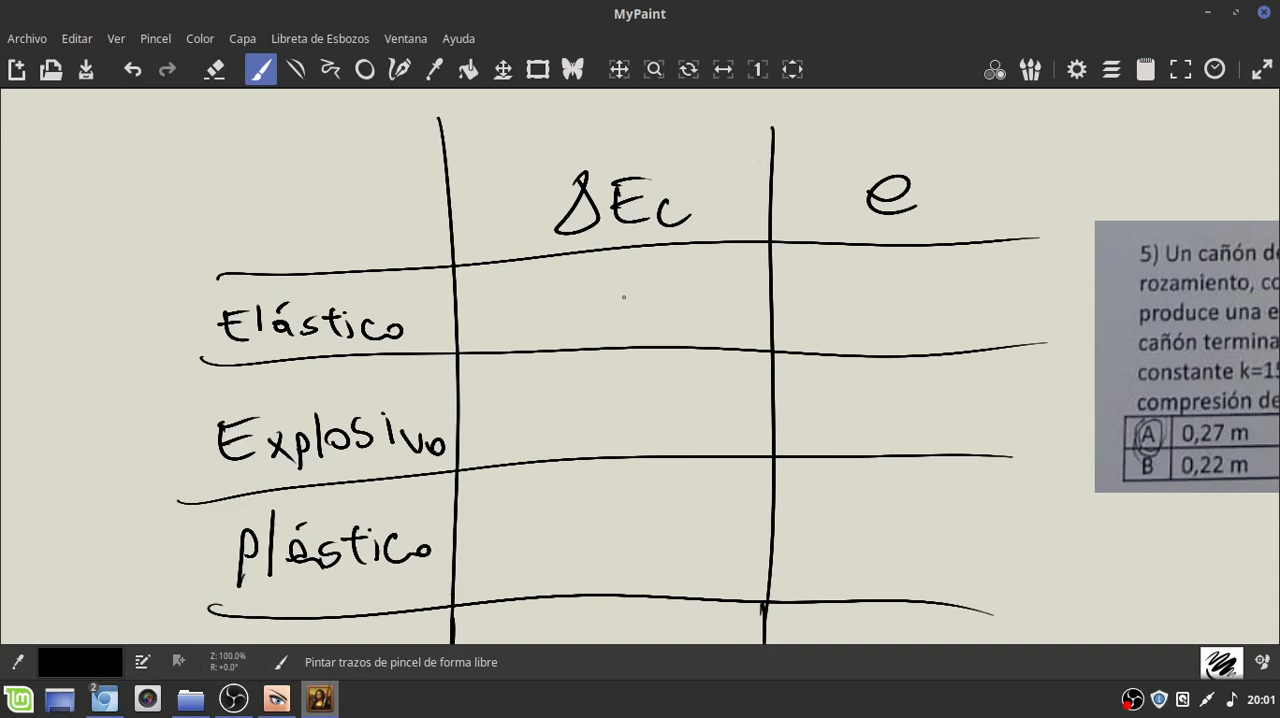 MyPaint
Archivo Editar Ver Pincel Color Capa Libreta de Esbozos Ventana Ayuda
ΔEc e
Elástico
Explosivo
Plástico
5) Un cañón de
rozamiento, co
produce una e
cañón termina
constante k=15
compresión de
A 0,27 m
B 0,22 m
Z: 100.0%
R: +0.0°
Pintar trazos de pincel de forma libre
2
20:01